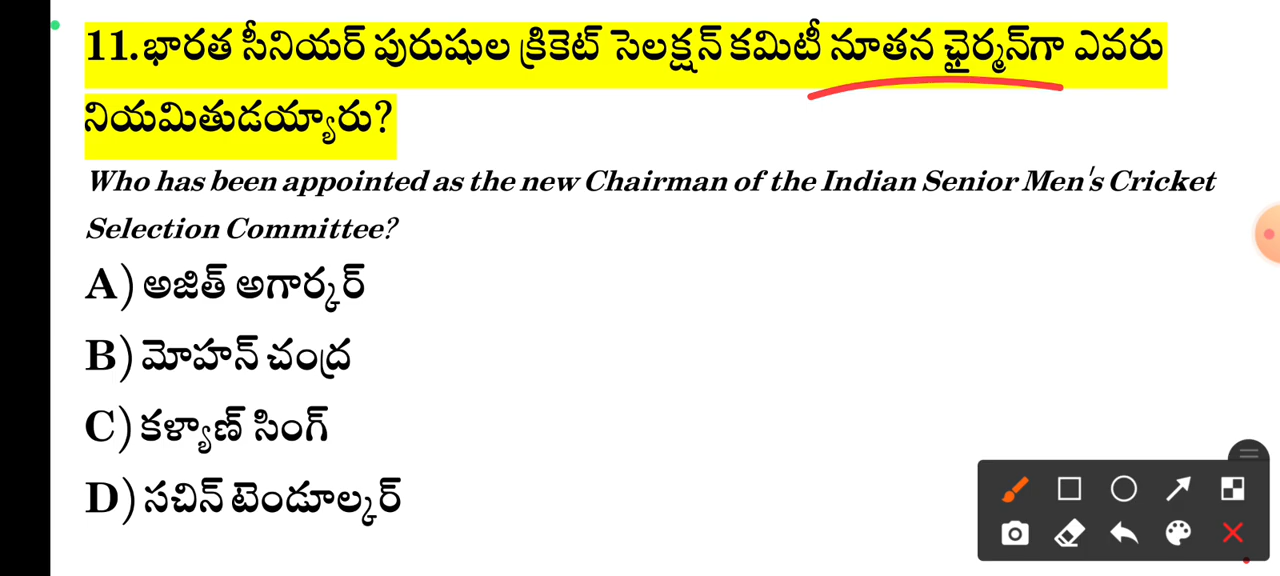 11.భారత సీనియర్ పురుషుల క్రికెట్ సెలక్షన్ కమిటీ నూతన ఛైర్మన్‌గా ఎవరు
నియమితుడయ్యారు?
Who has been appointed as the new Chairman of the Indian Senior Men's Cricket
Selection Committee?
A) అజిత్ అగార్కర్
B) మోహన్ చంద్ర
C) కళ్యాణ్ సింగ్
D) సచిన్ టెండూల్కర్